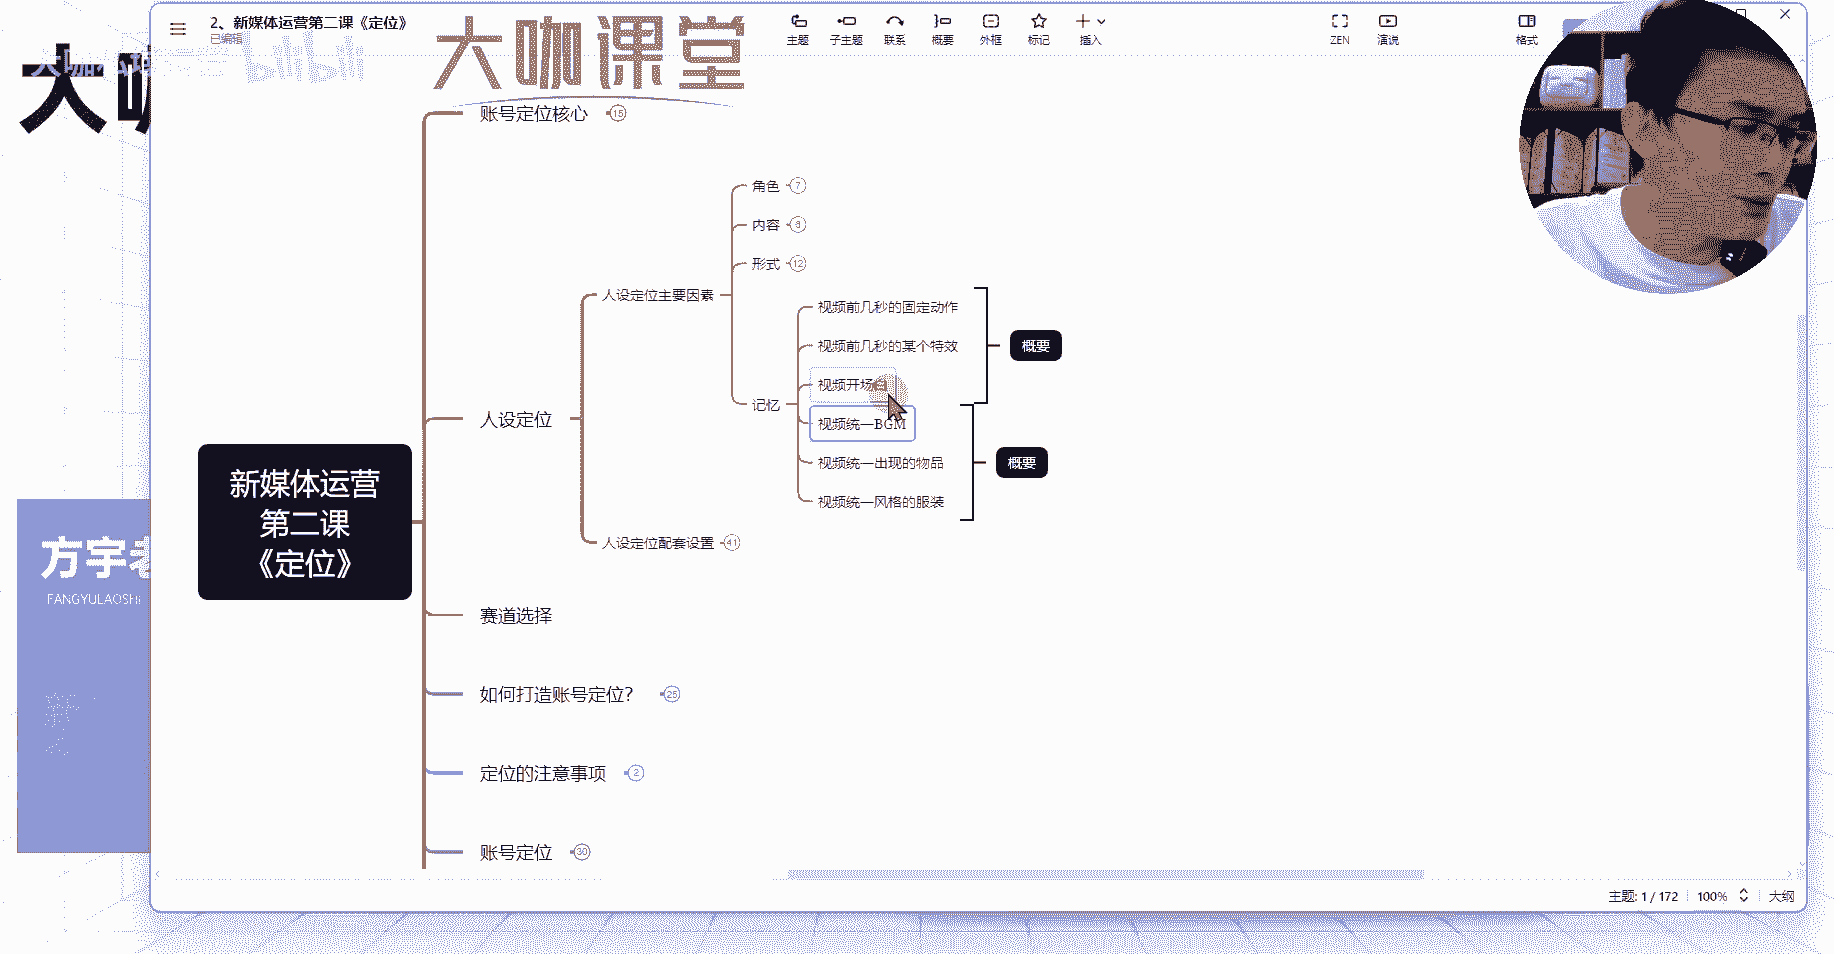 2、新媒体运营第二课《定位》
已编辑
主题
子主题
联系
概要
外框
标记
插入
ZEN
演说
格式
bilibili
大咖课堂
大咖
账号定位核心 15
角色 7
内容 8
形式 12
人设定位主要因素
视频前几秒的固定动作
视频前几秒的某个特效
概要
视频开场白
记忆
人设定位
视频统一BGM
视频统一出现的物品
概要
视频统一风格的服装
新媒体运营
第二课
《定位》
人设定位配套设置 41
方宇老
FANGYULAOSHI
赛道选择
如何打造账号定位? 25
定位的注意事项 2
账号定位 30
主题: 1 / 172
100%
大纲